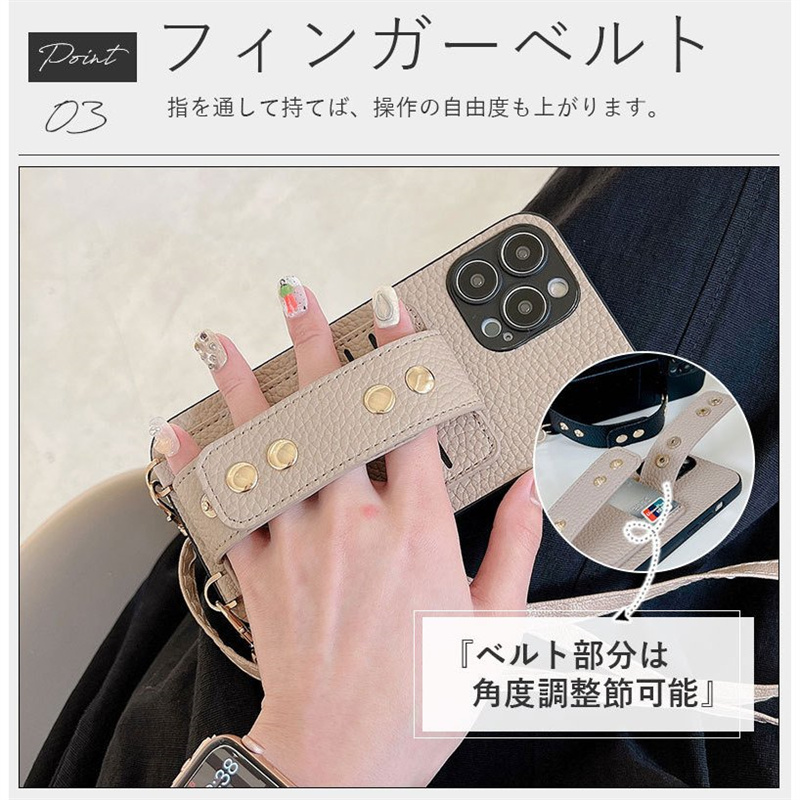 Point
03
フィンガーベルト
指を通して持てば、操作の自由度も上がります。
『ベルト部分は
角度調整節可能』